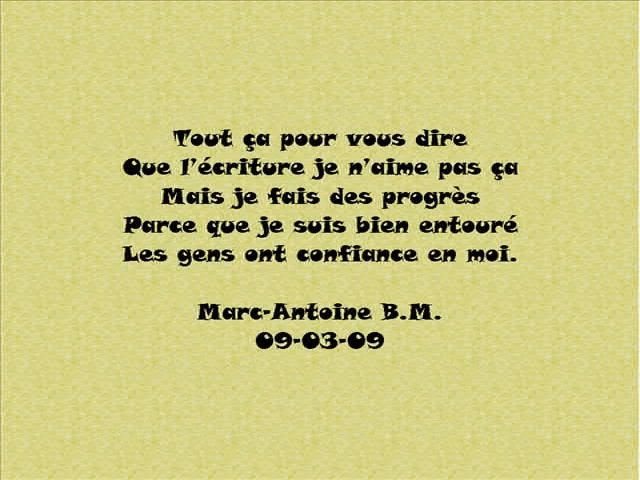 Tout ça pour vous dire
Que l'écriture je n'aime pas ça
Mais je fais des progrès
Parce que je suis bien entouré
Les gens ont confiance en moi.
Marc-Antoine B.M.
09-03-09